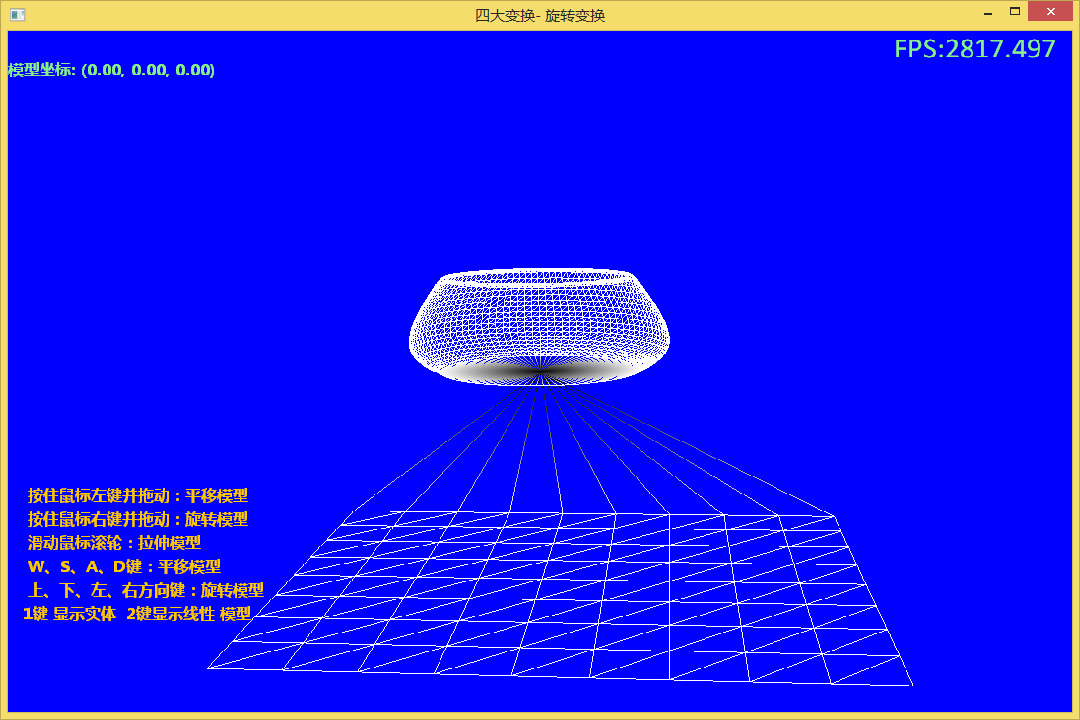 四大变换- 旋转变换
FPS:2817.497
模型坐标: (0.00, 0.00, 0.00)
按住鼠标左键并拖动：平移模型
按住鼠标右键并拖动：旋转模型
滑动鼠标滚轮：拉伸模型
W、S、A、D键：平移模型
上、下、左、右方向键：旋转模型
1键 显示实体  2键显示线性 模型